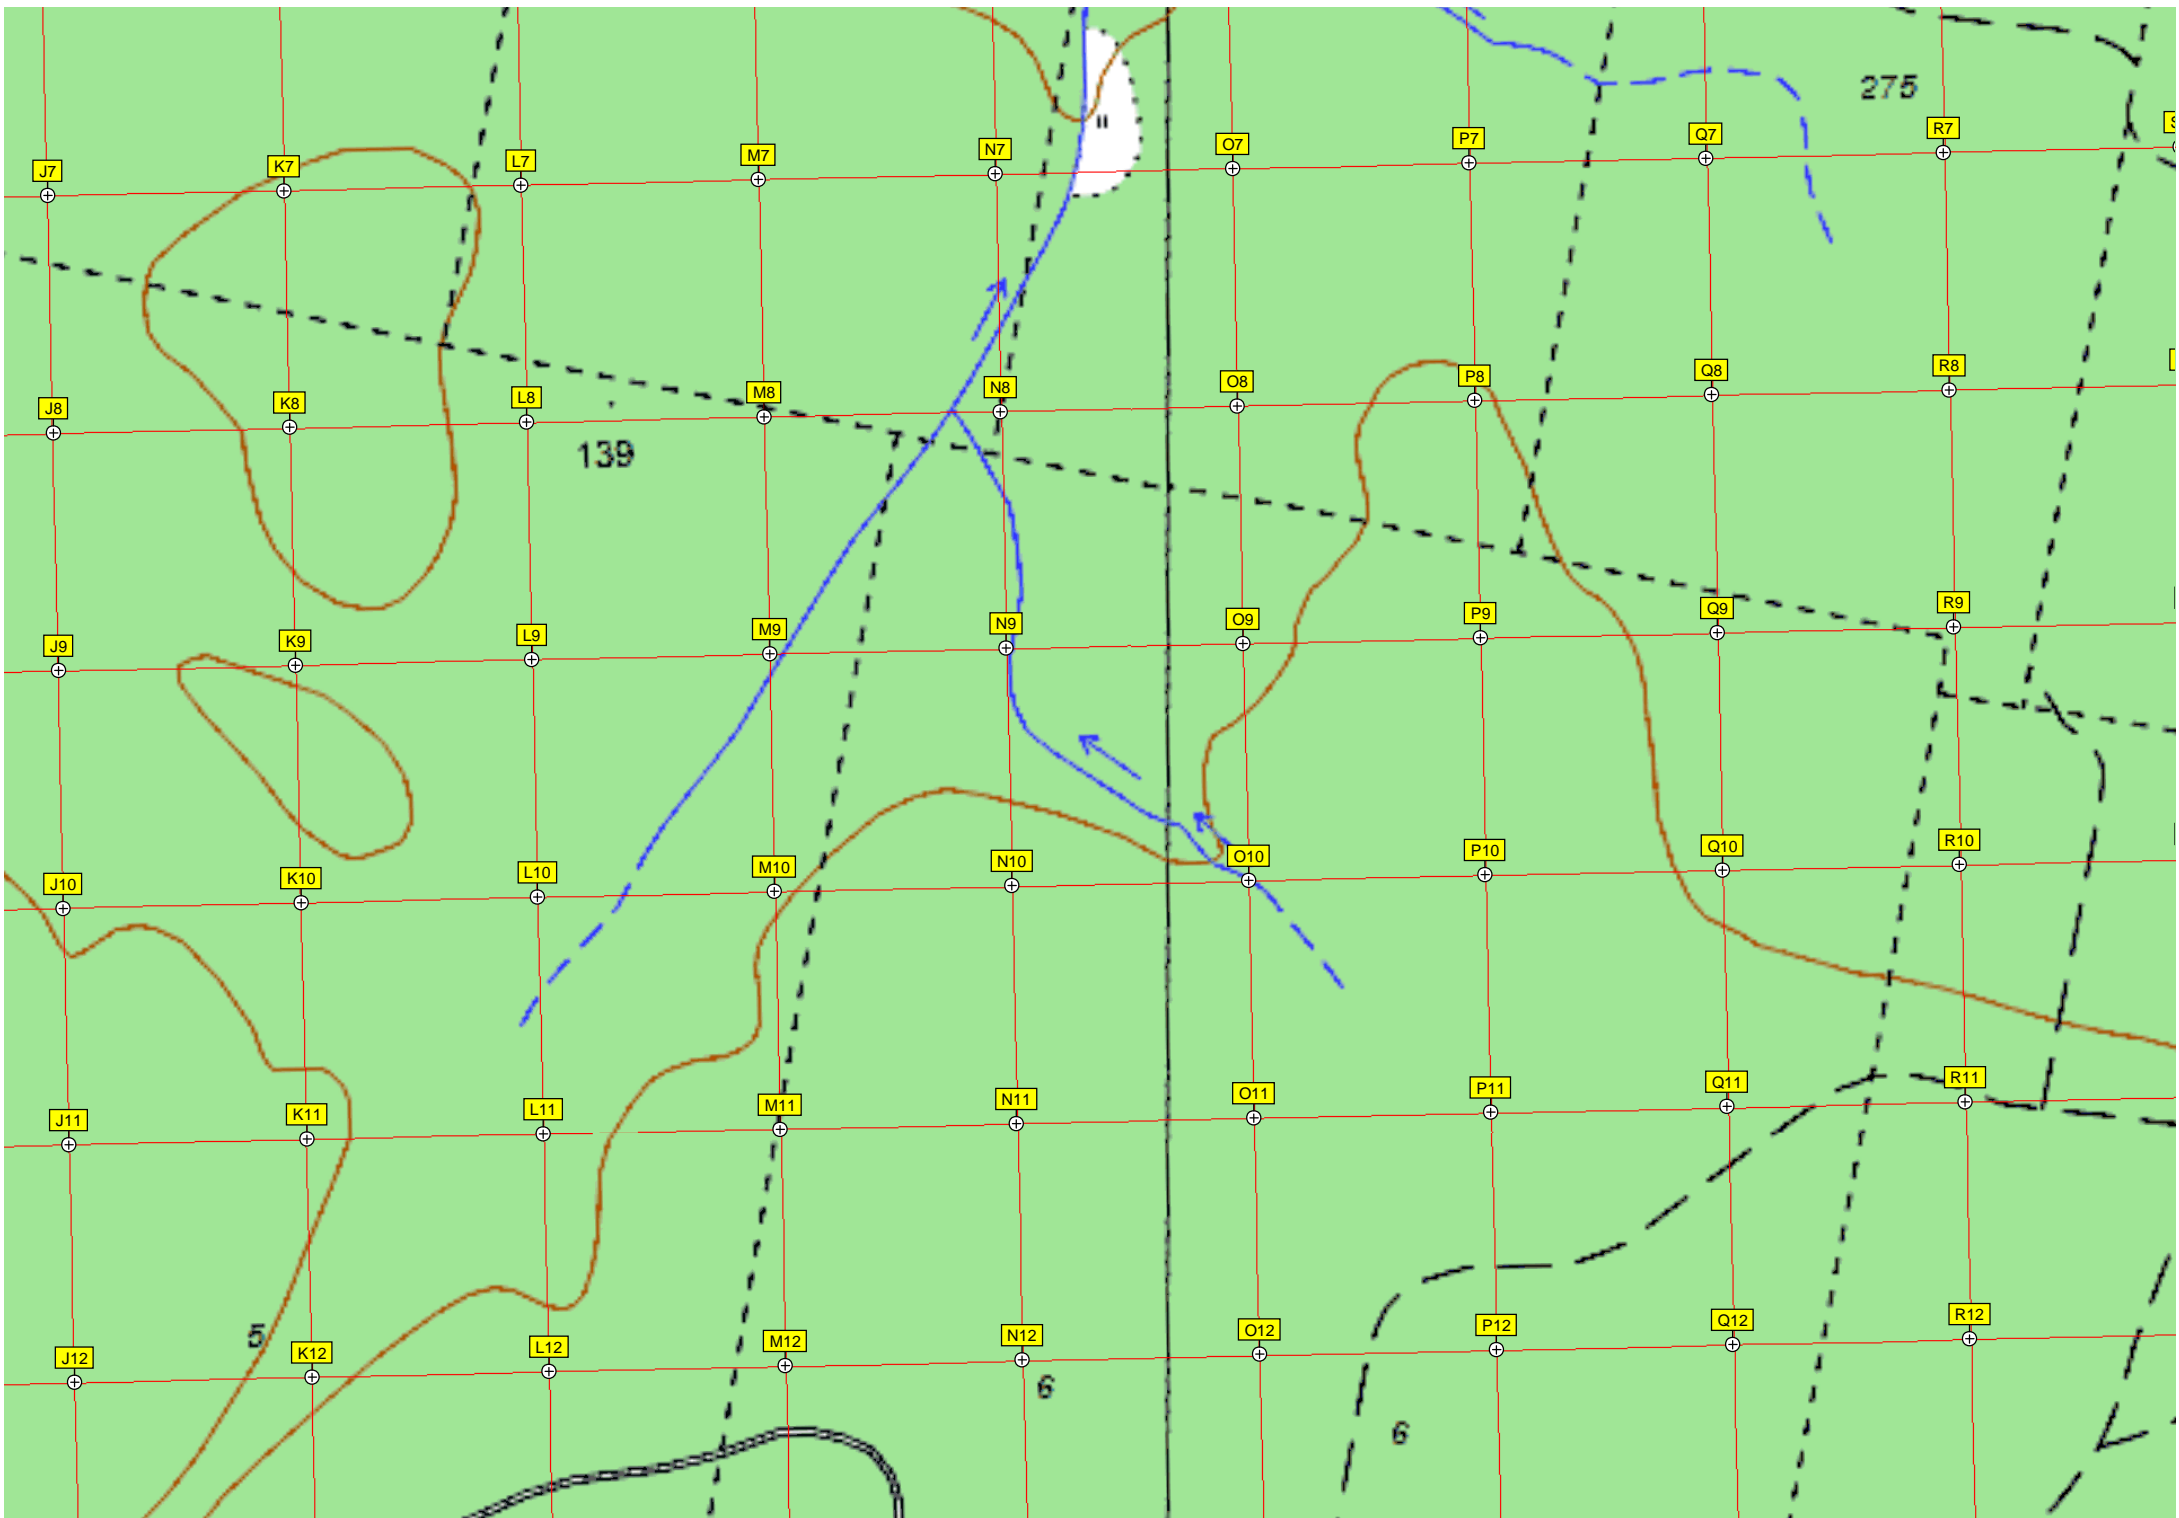 275
J7 K7 L7 M7 N7 O7 P7 Q7 R7
J8 K8 L8 M8 N8 O8 P8 Q8 R8
139
J9 K9 L9 M9 N9 O9 P9 Q9 R9
J10 K10 L10 M10 N10 O10 P10 Q10 R10
J11 K11 L11 M11 N11 O11 P11 Q11 R11
5
J12 K12 L12 M12 N12 O12 P12 Q12 R12
6
6